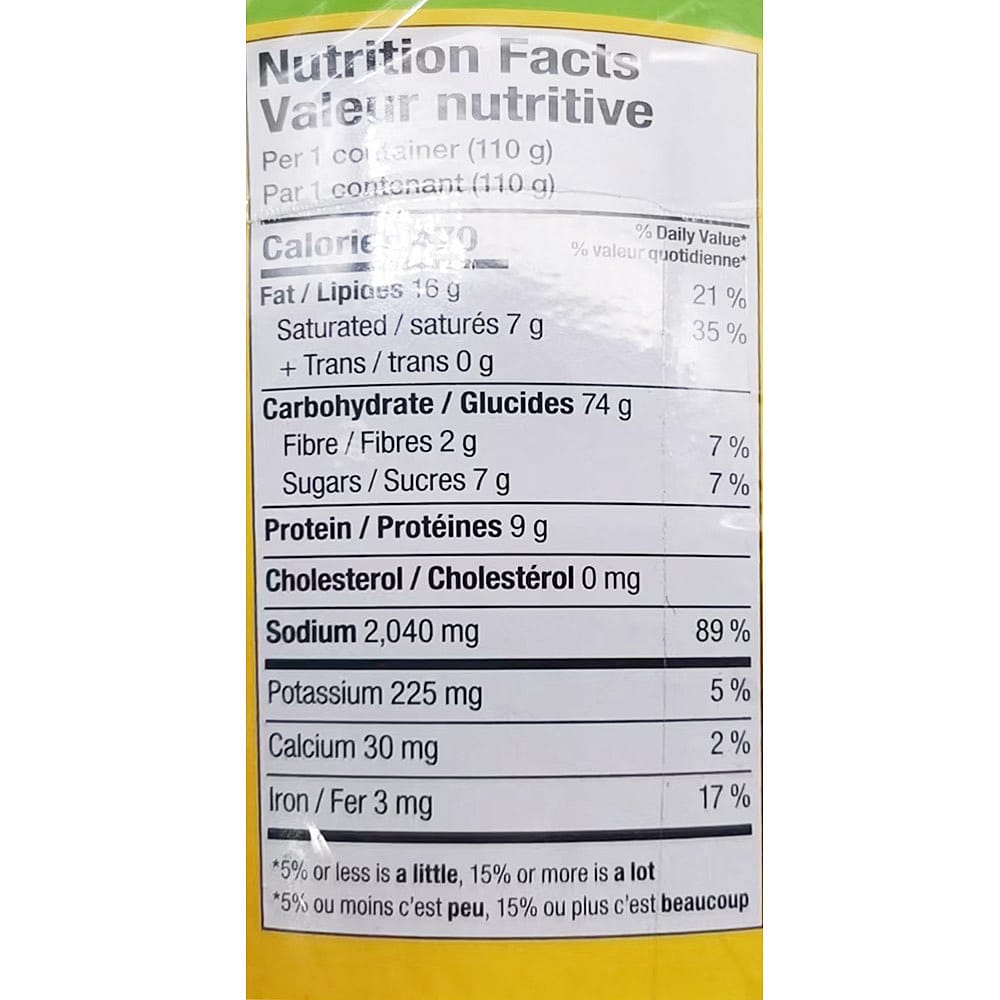 Nutrition Facts
Valeur nutritive
Per 1 container (110 g)
Par 1 contenant (110 g)
Calories
% Daily Value*
% valeur quotidienne*
Fat / Lipides 16 g 21 %
Saturated / saturés 7 g 35 %
+ Trans / trans 0 g
Carbohydrate / Glucides 74 g
Fibre / Fibres 2 g 7 %
Sugars / Sucres 7 g 7 %
Protein / Protéines 9 g
Cholesterol / Cholestérol 0 mg
Sodium 2,040 mg 89 %
Potassium 225 mg 5 %
Calcium 30 mg 2 %
Iron / Fer 3 mg 17 %
*5% or less is a little, 15% or more is a lot
*5% ou moins c'est peu, 15% ou plus c'est beaucoup